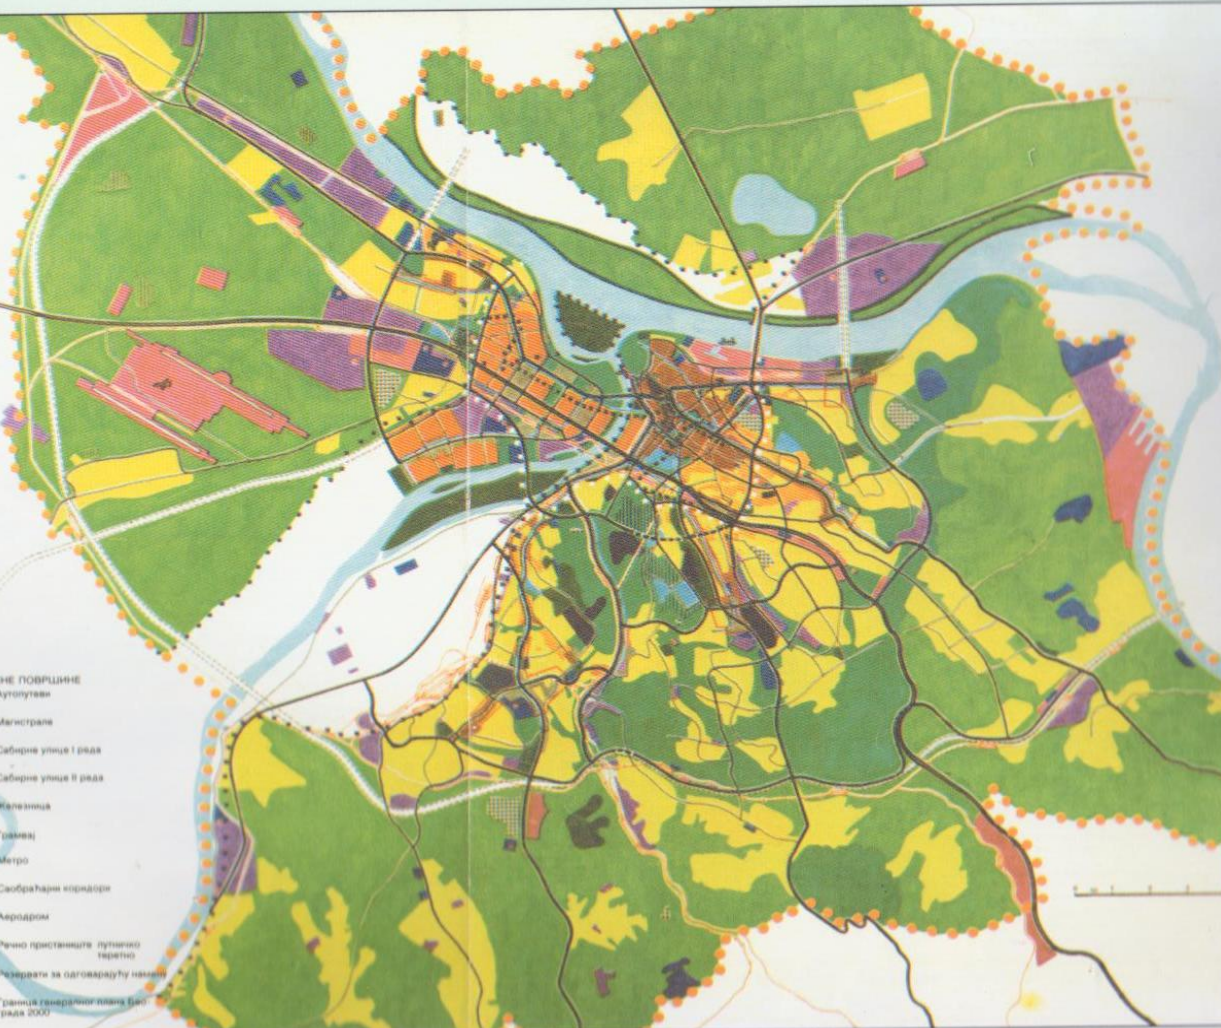 НЕ ПОВРШИНЕ
Аутопутеви
Магистрале
Сабирне улице I реда
Сабирне улице II реда
Железница
Трамвај
Метро
Саобраћајни коридори
Аеродром
Речно пристаниште путничко
теретно
Резервати за одговарајућу намену
Граница генералног плана Бео-
града 2000